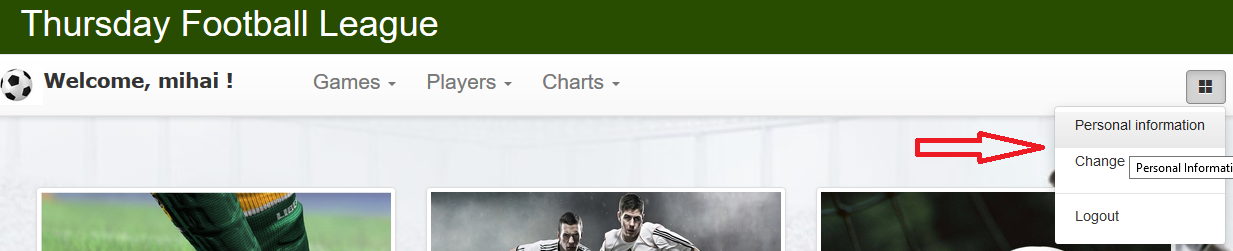 Thursday Football League
Welcome, mihai !
Games
Players
Charts
Personal information
Change
Personal Informati
Logout